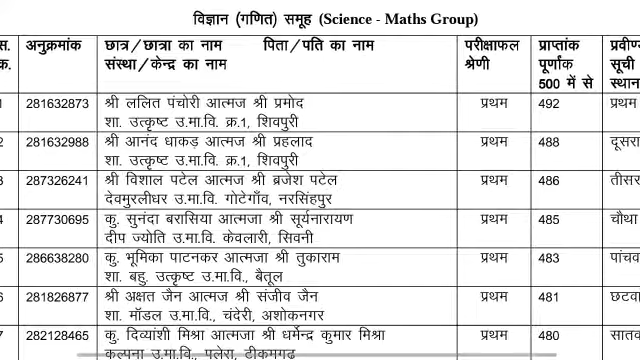 विज्ञान (गणित) समूह (Science - Maths Group)
स. अनुक्रमांक छात्र/छात्रा का नाम पिता/पति का नाम परीक्षाफल प्राप्तांक प्रवीण
क. संस्था/केन्द्र का नाम श्रेणी पूर्णांक सूची
500 में से स्थान
1 281632873 श्री ललित पंचोरी आत्मज श्री प्रमोद प्रथम 492 प्रथम
शा. उत्कृष्ट उ.मा.वि. क्र.1, शिवपुरी
2 281632988 श्री आनंद धाकड़ आत्मज श्री प्रहलाद प्रथम 488 दूसरा
शा. उत्कृष्ट उ.मा.वि. क्र.1, शिवपुरी
3 287326241 श्री विशाल पटेल आत्मज श्री ब्रजेश पटेल प्रथम 486 तीसर
देवमुरलीधर उ.मा.वि. गोटेगाँव, नरसिंहपुर
4 287730695 कु. सुनंदा बरासिया आत्मजा श्री सूर्यनारायण प्रथम 485 चौथा
दीप ज्योति उ.मा.वि. केवलारी, सिवनी
5 286638280 कु. भूमिका पाटनकर आत्मजा श्री तुकाराम प्रथम 483 पांचव
शा. बहु. उत्कृष्ट उ.मा.वि., बैतूल
6 281826877 श्री अक्षत जैन आत्मज श्री संजीव जैन प्रथम 481 छटवा
शा. मॉडल उ.मा.वि., चंदेरी, अशोकनगर
7 282128465 कु. दिव्यांशी मिश्रा आत्मजा श्री धर्मेन्द्र कुमार मिश्रा प्रथम 480 सात
कल्पना उ.मा.वि., पलेरा, टीकमगढ़